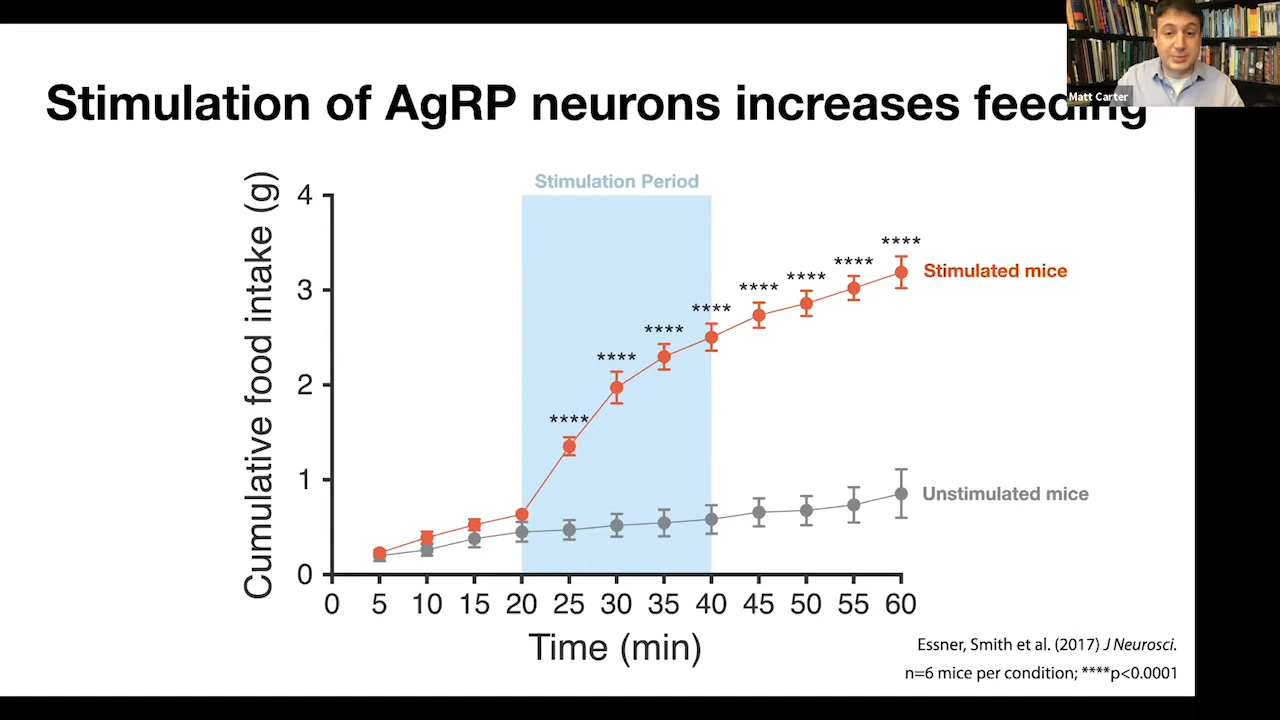 Stimulation of AgRP neurons increases feeding
Matt Carter
Stimulation Period
Cumulative food intake (g)
4
3
2
1
0
****
****
****
****
****
****
****
****
Stimulated mice
Unstimulated mice
0 5 10 15 20 25 30 35 40 45 50 55 60
Time (min)
Essner, Smith et al. (2017) J Neurosci.
n=6 mice per condition; ****p<0.0001